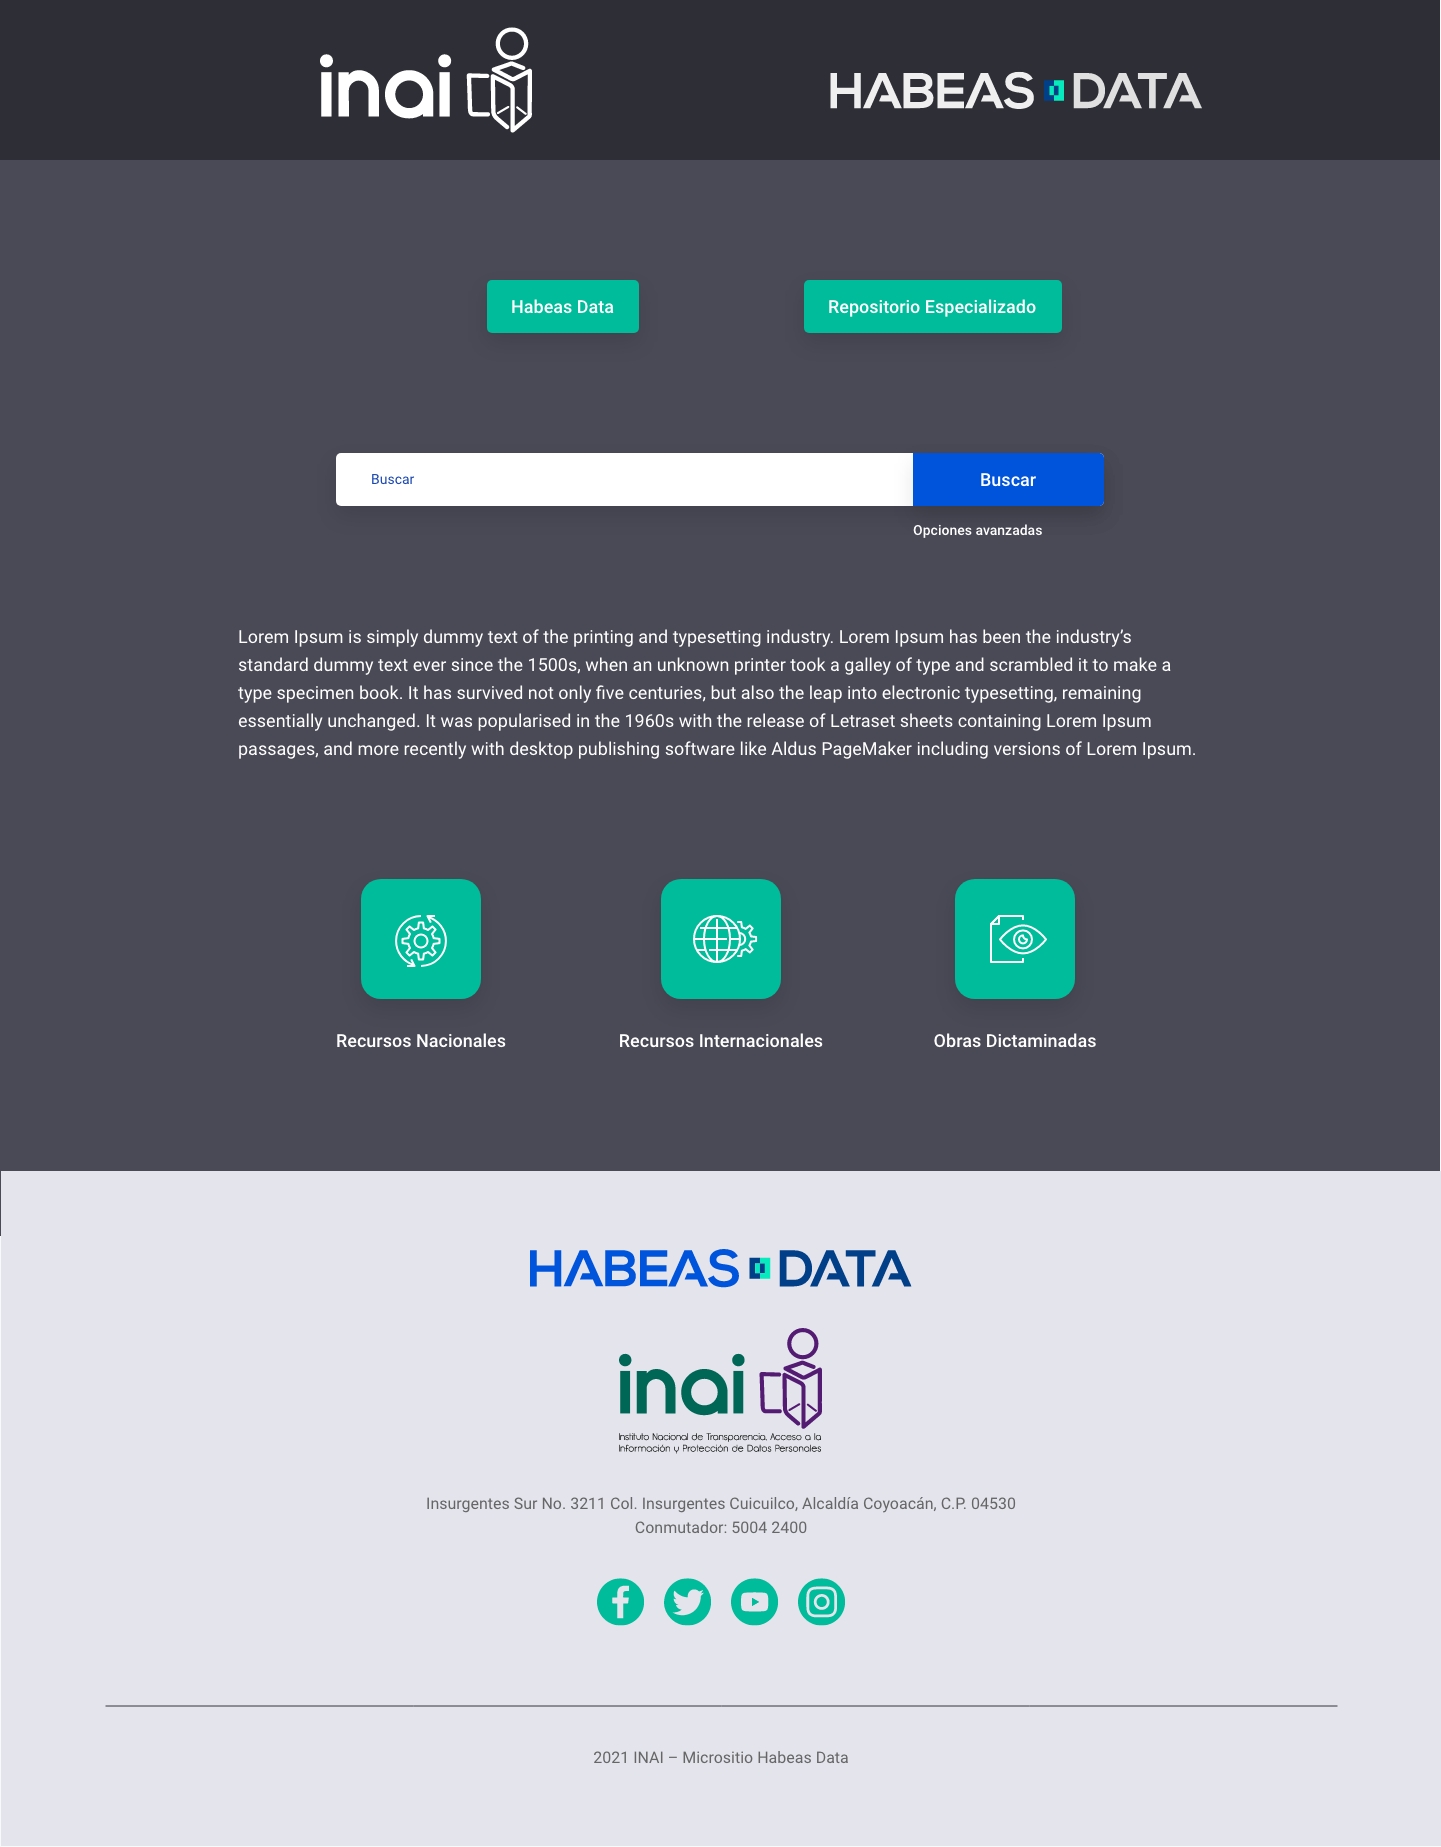 inai
HABEAS DATA
Habeas Data
Repositorio Especializado
Buscar
Buscar
Opciones avanzadas
Lorem Ipsum is simply dummy text of the printing and typesetting industry. Lorem Ipsum has been the industry’s
standard dummy text ever since the 1500s, when an unknown printer took a galley of type and scrambled it to make a
type specimen book. It has survived not only five centuries, but also the leap into electronic typesetting, remaining
essentially unchanged. It was popularised in the 1960s with the release of Letraset sheets containing Lorem Ipsum
passages, and more recently with desktop publishing software like Aldus PageMaker including versions of Lorem Ipsum.
Recursos Nacionales
Recursos Internacionales
Obras Dictaminadas
HABEAS DATA
inai
Instituto Nacional de Transparencia, Acceso a la
Información y Protección de Datos Personales
Insurgentes Sur No. 3211 Col. Insurgentes Cuicuilco, Alcaldía Coyoacán, C.P. 04530
Conmutador: 5004 2400
2021 INAI – Micrositio Habeas Data